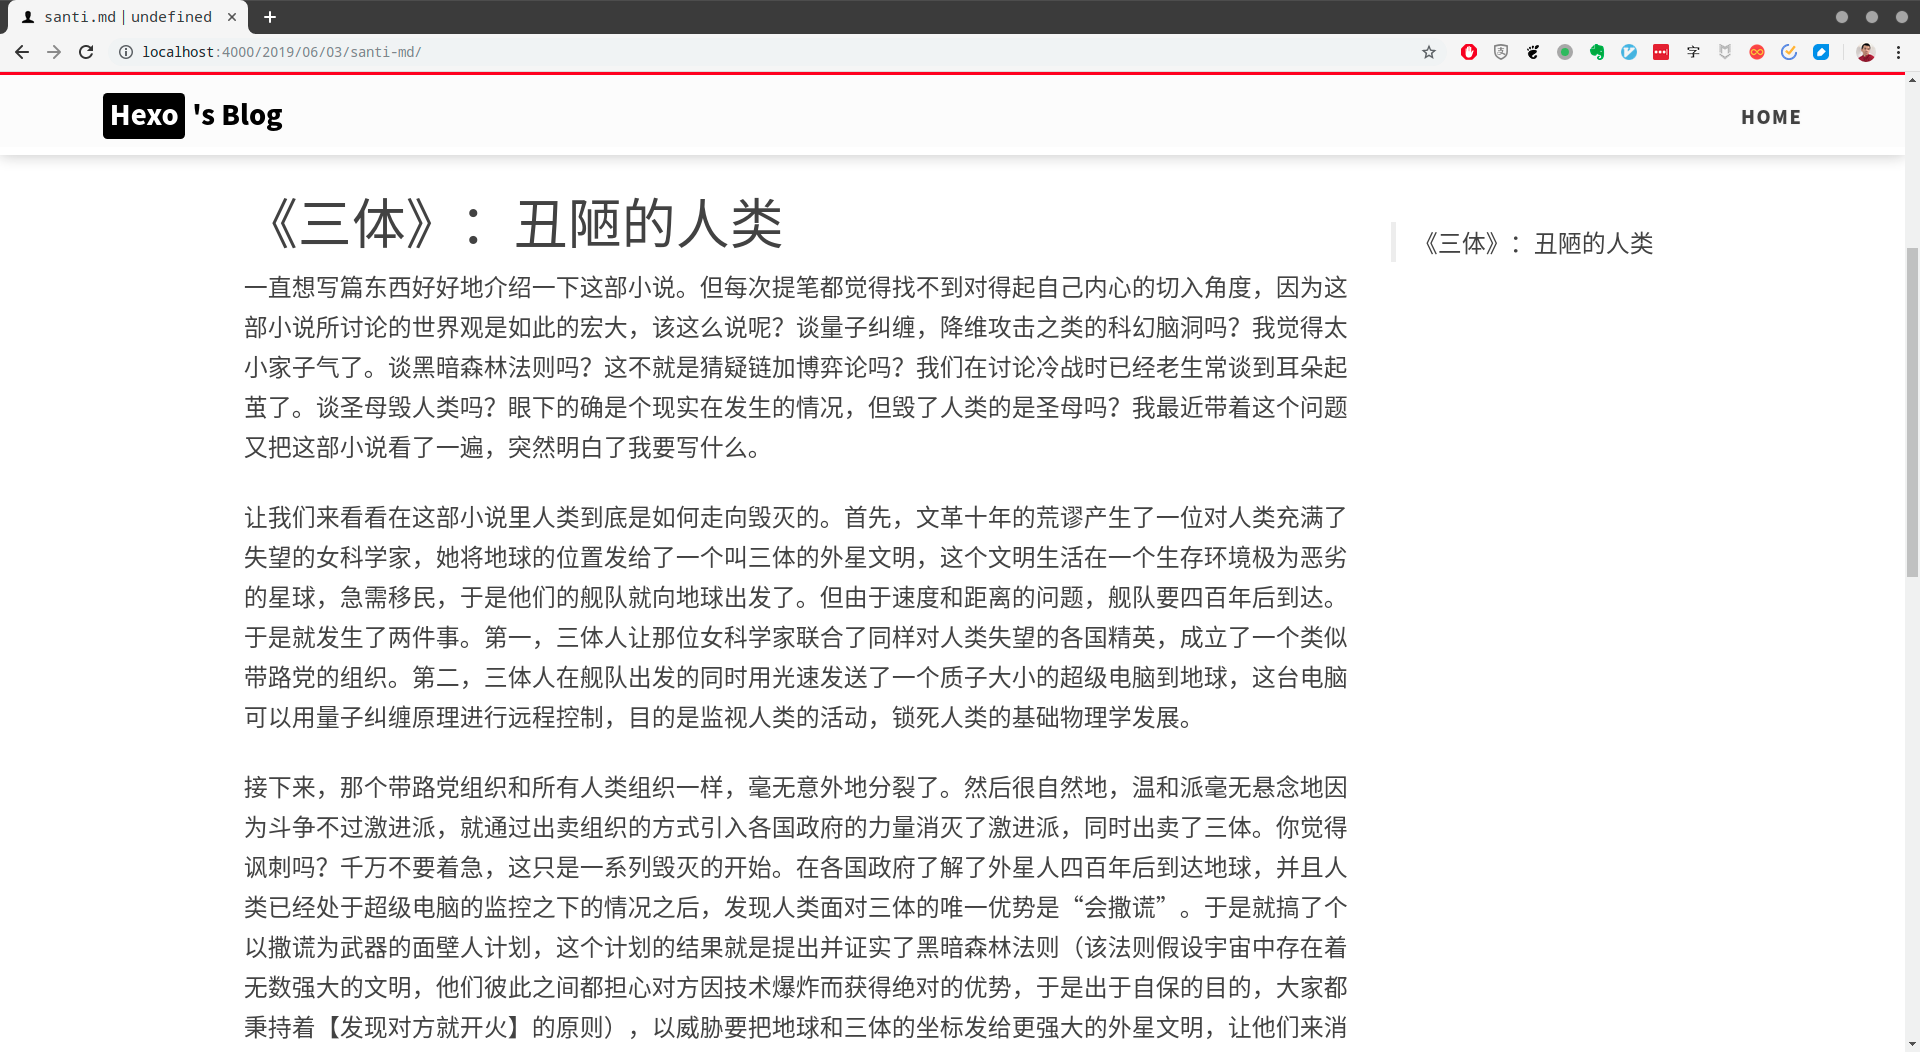 santi.md | undefined
localhost:4000/2019/06/03/santi-md/
字
Hexo 's Blog
HOME
《三体》：丑陋的人类
《三体》：丑陋的人类
一直想写篇东西好好地介绍一下这部小说。但每次提笔都觉得找不到对得起自己内心的切入角度，因为这
部小说所讨论的世界观是如此的宏大，该这么说呢？谈量子纠缠，降维攻击之类的科幻脑洞吗？我觉得太
小家子气了。谈黑暗森林法则吗？这不就是猜疑链加博弈论吗？我们在讨论冷战时已经老生常谈到耳朵起
茧了。谈圣母毁人类吗？眼下的确是个现实在发生的情况，但毁了人类的是圣母吗？我最近带着这个问题
又把这部小说看了一遍，突然明白了我要写什么。
让我们来看看在这部小说里人类到底是如何走向毁灭的。首先，文革十年的荒谬产生了一位对人类充满了
失望的女科学家，她将地球的位置发给了一个叫三体的外星文明，这个文明生活在一个生存环境极为恶劣
的星球，急需移民，于是他们的舰队就向地球出发了。但由于速度和距离的问题，舰队要四百年后到达。
于是就发生了两件事。第一，三体人让那位女科学家联合了同样对人类失望的各国精英，成立了一个类似
带路党的组织。第二，三体人在舰队出发的同时用光速发送了一个质子大小的超级电脑到地球，这台电脑
可以用量子纠缠原理进行远程控制，目的是监视人类的活动，锁死人类的基础物理学发展。
接下来，那个带路党组织和所有人类组织一样，毫无意外地分裂了。然后很自然地，温和派毫无悬念地因
为斗争不过激进派，就通过出卖组织的方式引入各国政府的力量消灭了激进派，同时出卖了三体。你觉得
讽刺吗？千万不要着急，这只是一系列毁灭的开始。在各国政府了解了外星人四百年后到达地球，并且人
类已经处于超级电脑的监控之下的情况之后，发现人类面对三体的唯一优势是“会撒谎”。于是就搞了个
以撒谎为武器的面壁人计划，这个计划的结果就是提出并证实了黑暗森林法则（该法则假设宇宙中存在着
无数强大的文明，他们彼此之间都担心对方因技术爆炸而获得绝对的优势，于是出于自保的目的，大家都
秉持着【发现对方就开火】的原则），以威胁要把地球和三体的坐标发给更强大的外星文明，让他们来消